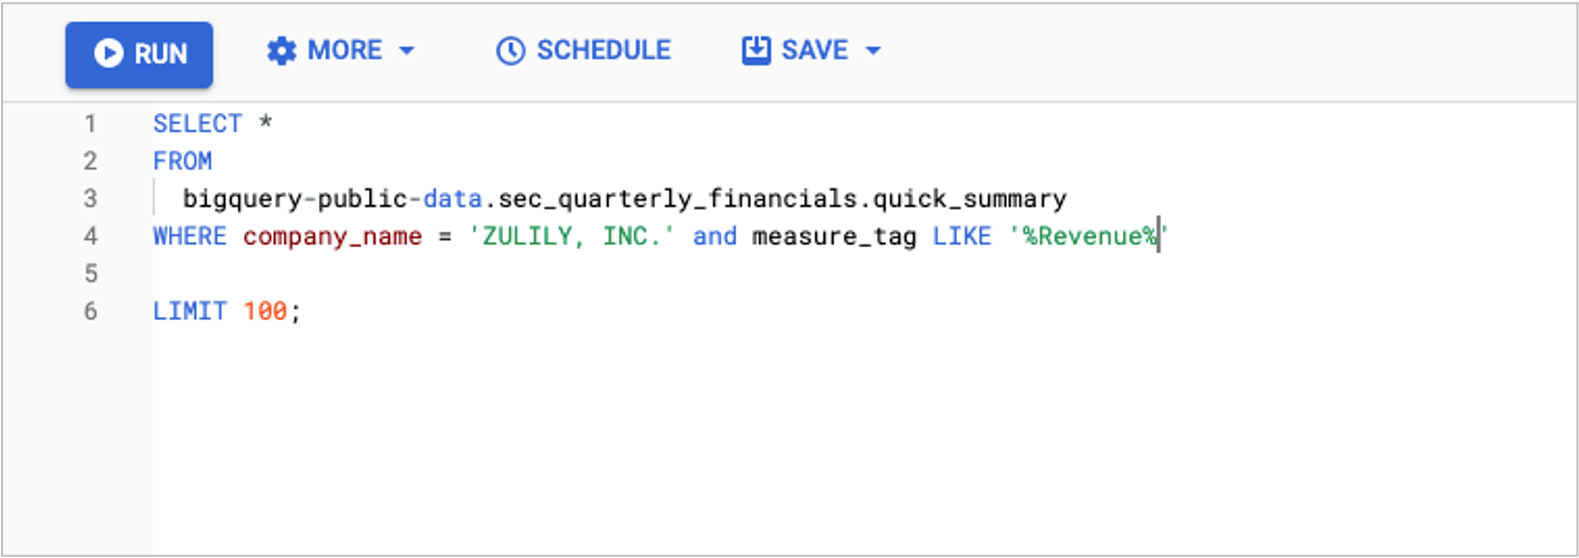 RUN MORE SCHEDULE SAVE
1 SELECT *
2 FROM
3 bigquery-public-data.sec_quarterly_financials.quick_summary
4 WHERE company_name = 'ZULILY, INC.' and measure_tag LIKE '%Revenue%'
5
6 LIMIT 100;